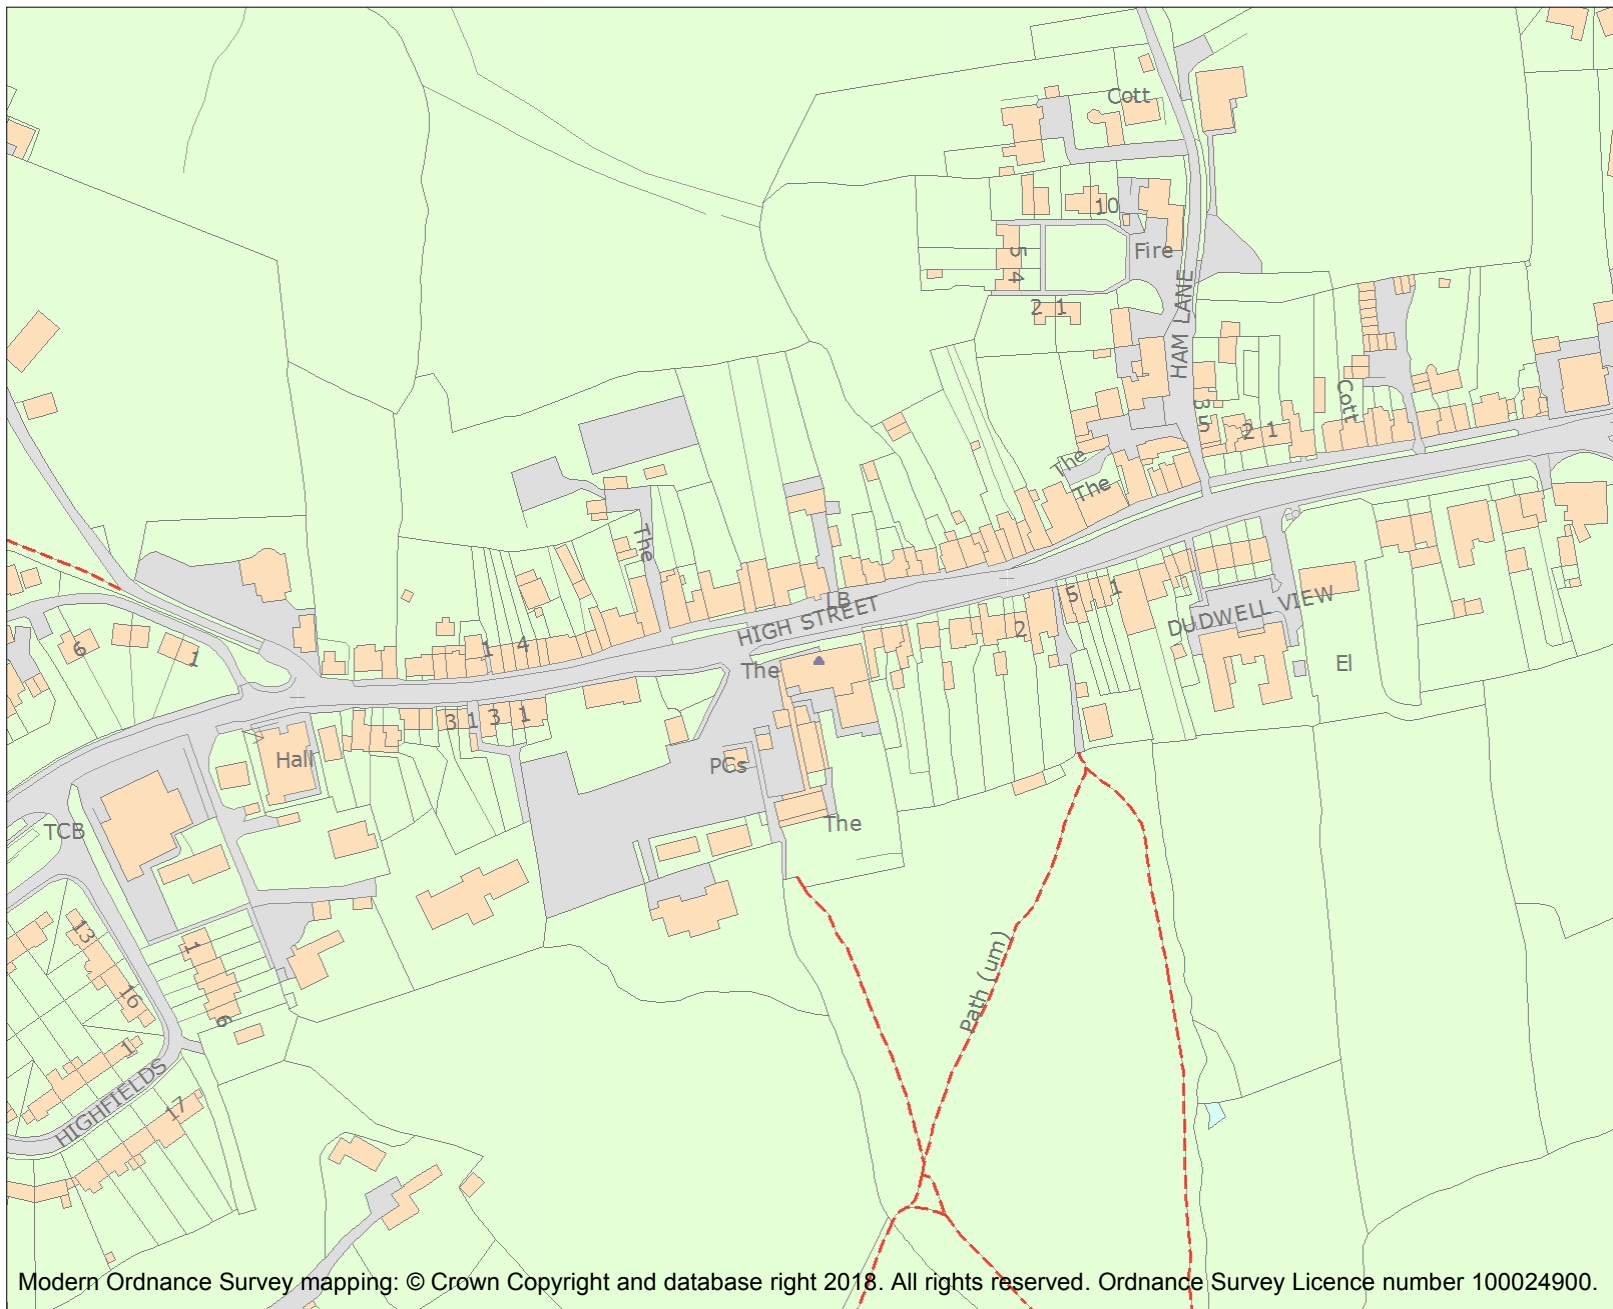 Cott
10
5
4
Fire
2 1
HAM LANE
3
5
2 1
Cott
The
The
The
LB
HIGH STREET
5 1
2
DUDWELL VIEW
El
6
1
1 4
The
3 1 3 1
Hall
PCs
The
TCB
13
16
1
6
Path (um)
1
HIGHFIELDS
17
Modern Ordnance Survey mapping: © Crown Copyright and database right 2018. All rights reserved. Ordnance Survey Licence number 100024900.